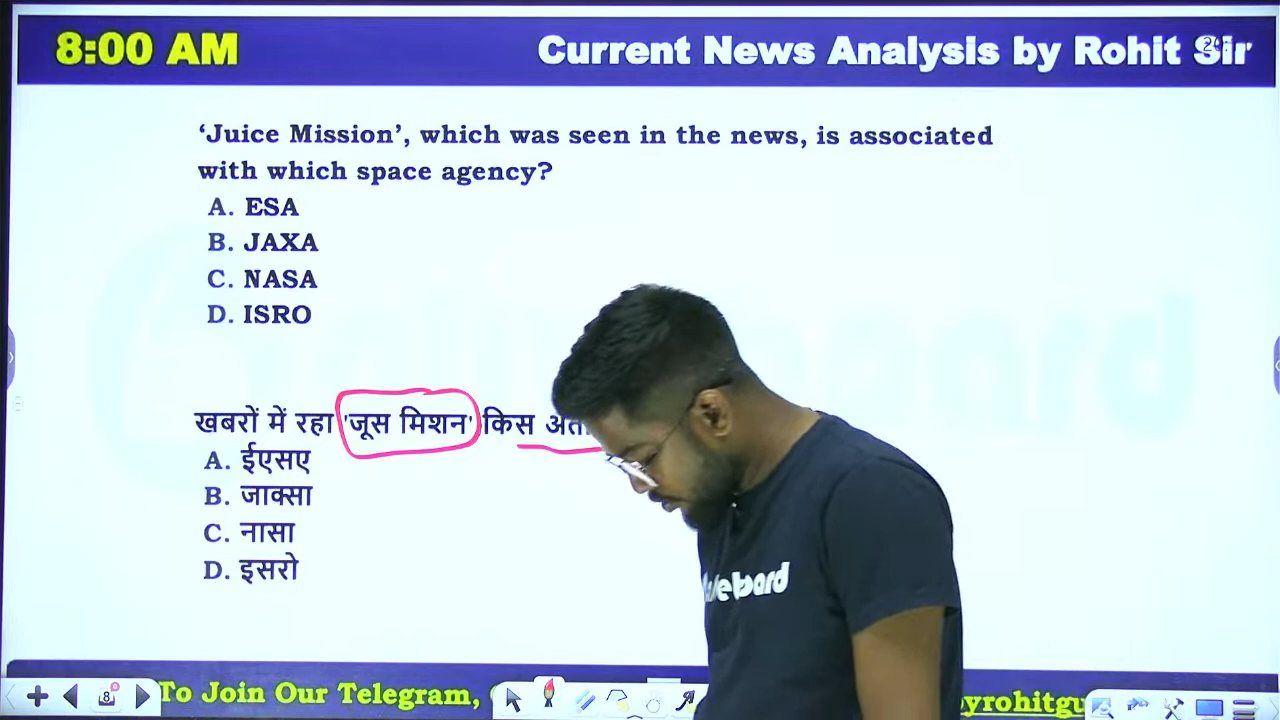 8:00 AM
Current News Analysis by Rohit Sir
‘Juice Mission’, which was seen in the news, is associated
with which space agency?
A. ESA
B. JAXA
C. NASA
D. ISRO
खबरों में रहा 'जूस मिशन' किस
A. ईएसए
B. जाक्सा
C. नासा
D. इसरो
To Join Our Telegram,
8